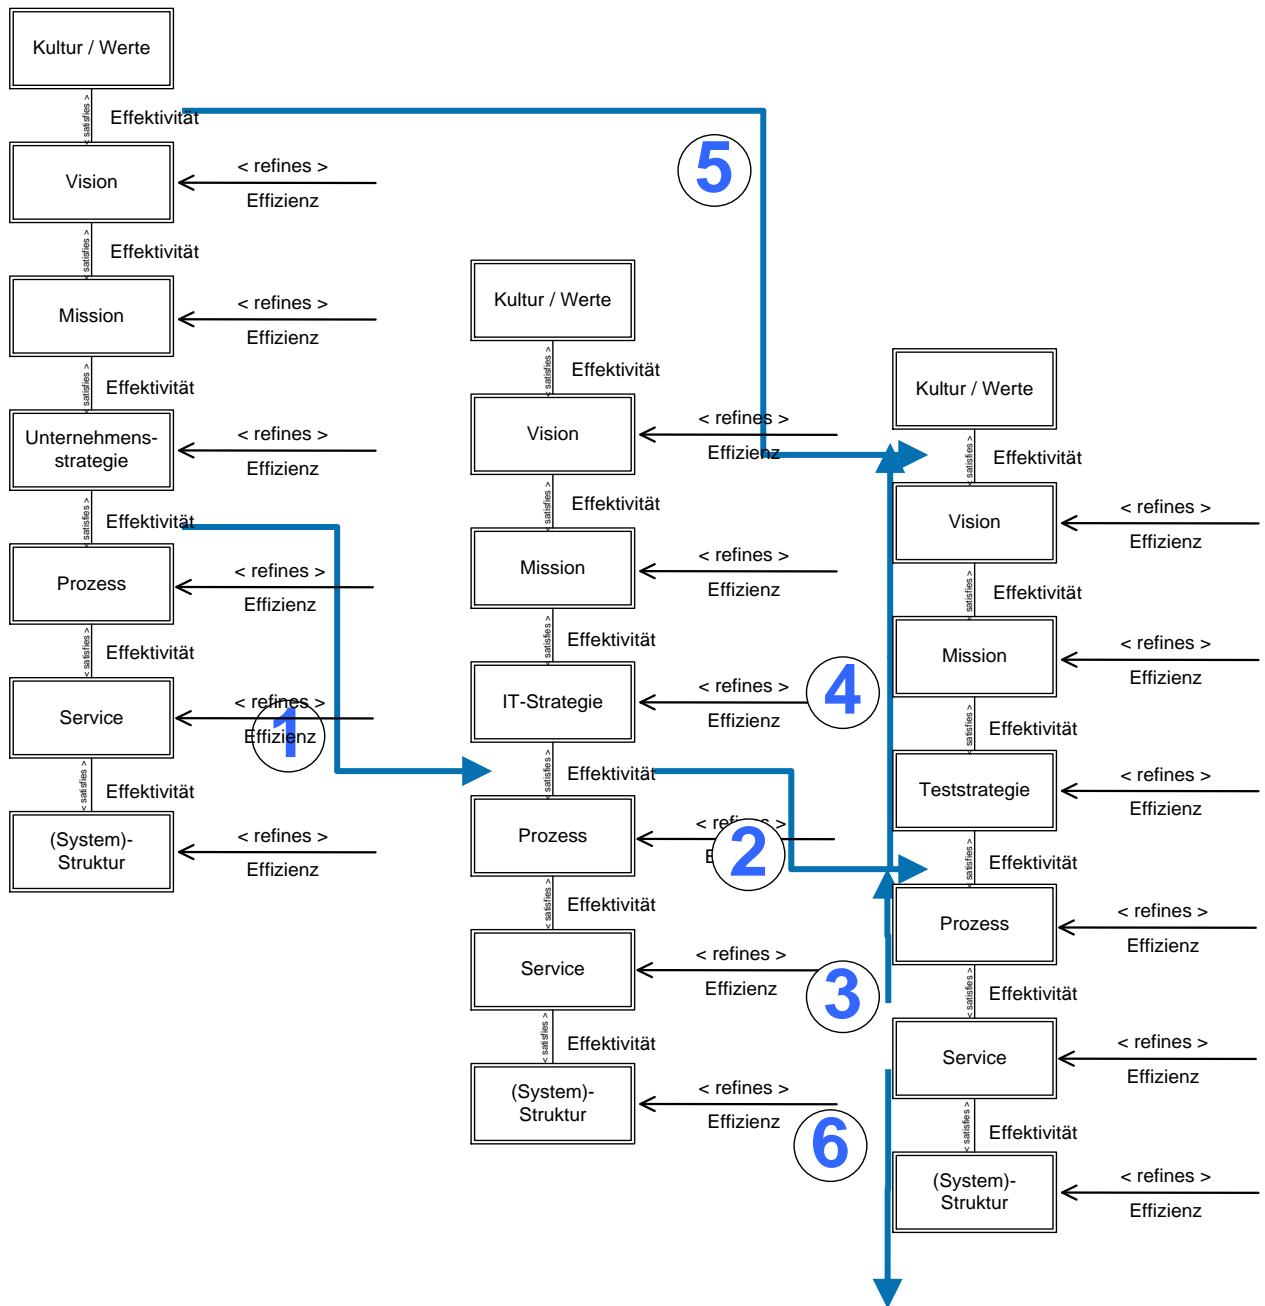 Kultur / Werte
< satisfies >
Effektivität
Vision
< refines >
Effizienz
< satisfies >
Effektivität
Mission
< refines >
Effizienz
< satisfies >
Effektivität
Unternehmens-
strategie
< refines >
Effizienz
< satisfies >
Effektivität
Prozess
< refines >
Effizienz
< satisfies >
Effektivität
Service
< refines >
Effizienz
< satisfies >
Effektivität
(System)-
Struktur
< refines >
Effizienz
1
Kultur / Werte
< satisfies >
Effektivität
Vision
< refines >
Effizienz
< satisfies >
Effektivität
Mission
< refines >
Effizienz
< satisfies >
Effektivität
IT-Strategie
< refines >
Effizienz
< satisfies >
Effektivität
Prozess
< refines >
2
< satisfies >
Effektivität
Service
< refines >
Effizienz
< satisfies >
Effektivität
(System)-
Struktur
< refines >
Effizienz
5
4
3
6
Kultur / Werte
< satisfies >
Effektivität
Vision
< refines >
Effizienz
< satisfies >
Effektivität
Mission
< refines >
Effizienz
< satisfies >
Effektivität
Teststrategie
< refines >
Effizienz
< satisfies >
Effektivität
Prozess
< refines >
Effizienz
< satisfies >
Effektivität
Service
< refines >
Effizienz
< satisfies >
Effektivität
(System)-
Struktur
< refines >
Effizienz